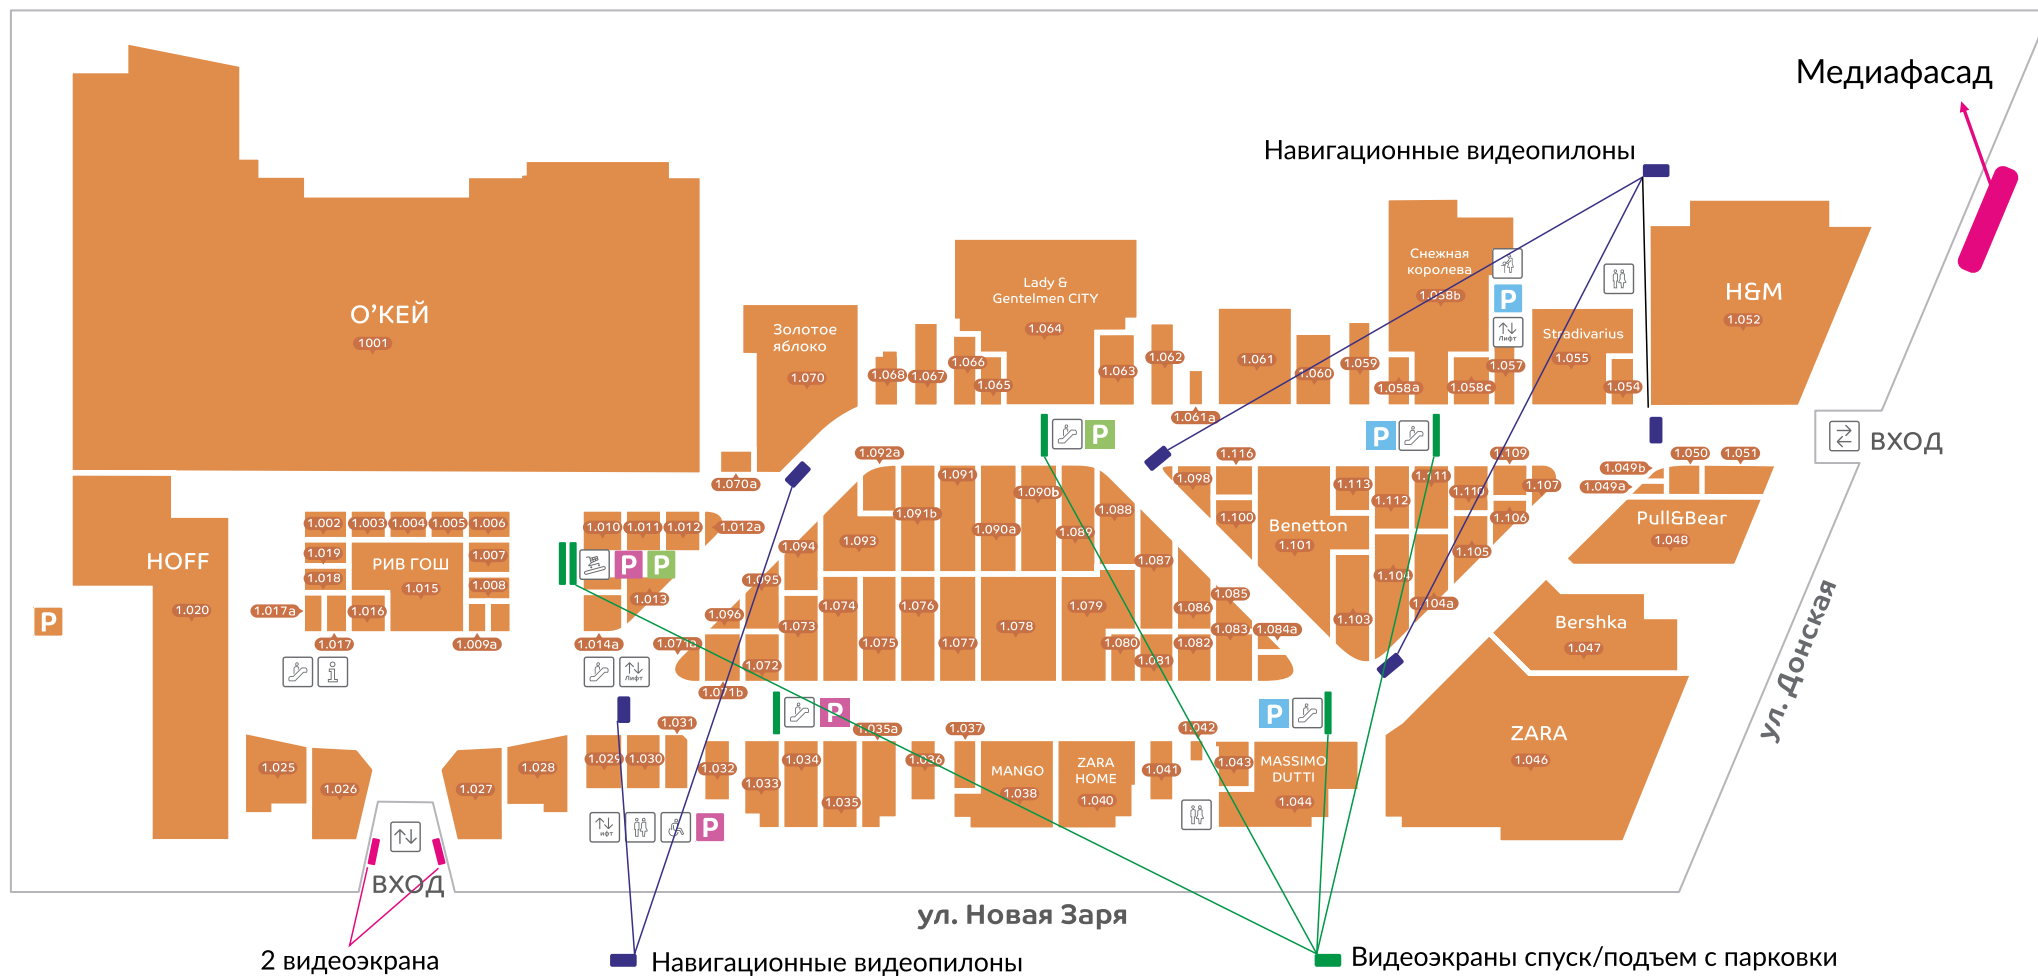 Медиафасад
Навигационные видеопилоны
О’КЕЙ
1001
Золотое
яблоко
1.070
Lady &
Gentelmen CITY
1.064
Снежная
королева
1.058b
P
Лифт
Stradivarius
1.055
H&M
1.052
1.068
1.067
1.066
1.065
1.063
1.062
1.061a
1.061
1.060
1.059
1.058a
1.058c
1.057
1.054
P
P
ВХОД
1.070a
1.092a
1.091
1.090b
1.088
1.091b
1.090a
1.089
1.093
1.094
1.095
1.096
1.087
1.086
1.085
1.083
1.084a
1.082
1.081
1.080
1.079
1.078
1.077
1.076
1.075
1.074
1.073
1.072
1.071a
1.071b
1.116
1.098
1.100
Benetton
1.101
1.113
1.112
1.111
1.110
1.109
1.107
1.106
1.105
1.104
1.104a
1.103
1.049b
1.049a
1.050
1.051
Pull&Bear
1.048
Bershka
1.047
ZARA
1.046
ул. Донская
HOFF
1.020
P
1.002
1.003
1.004
1.005
1.006
1.019
1.018
РИВ ГОШ
1.015
1.007
1.008
1.017a
1.016
1.017
1.009a
1.010
1.011
1.012
1.012a
P
P
1.013
1.014a
Лифт
P
P
1.025
1.026
1.027
1.028
1.029
1.030
1.031
1.032
1.033
1.034
1.035
1.035a
1.036
1.037
MANGO
1.038
ZARA
HOME
1.040
1.041
1.042
1.043
MASSIMO
DUTTI
1.044
ифт
P
ВХОД
ул. Новая Заря
2 видеоэкрана
Навигационные видеопилоны
Видеоэкраны спуск/подъем с парковки